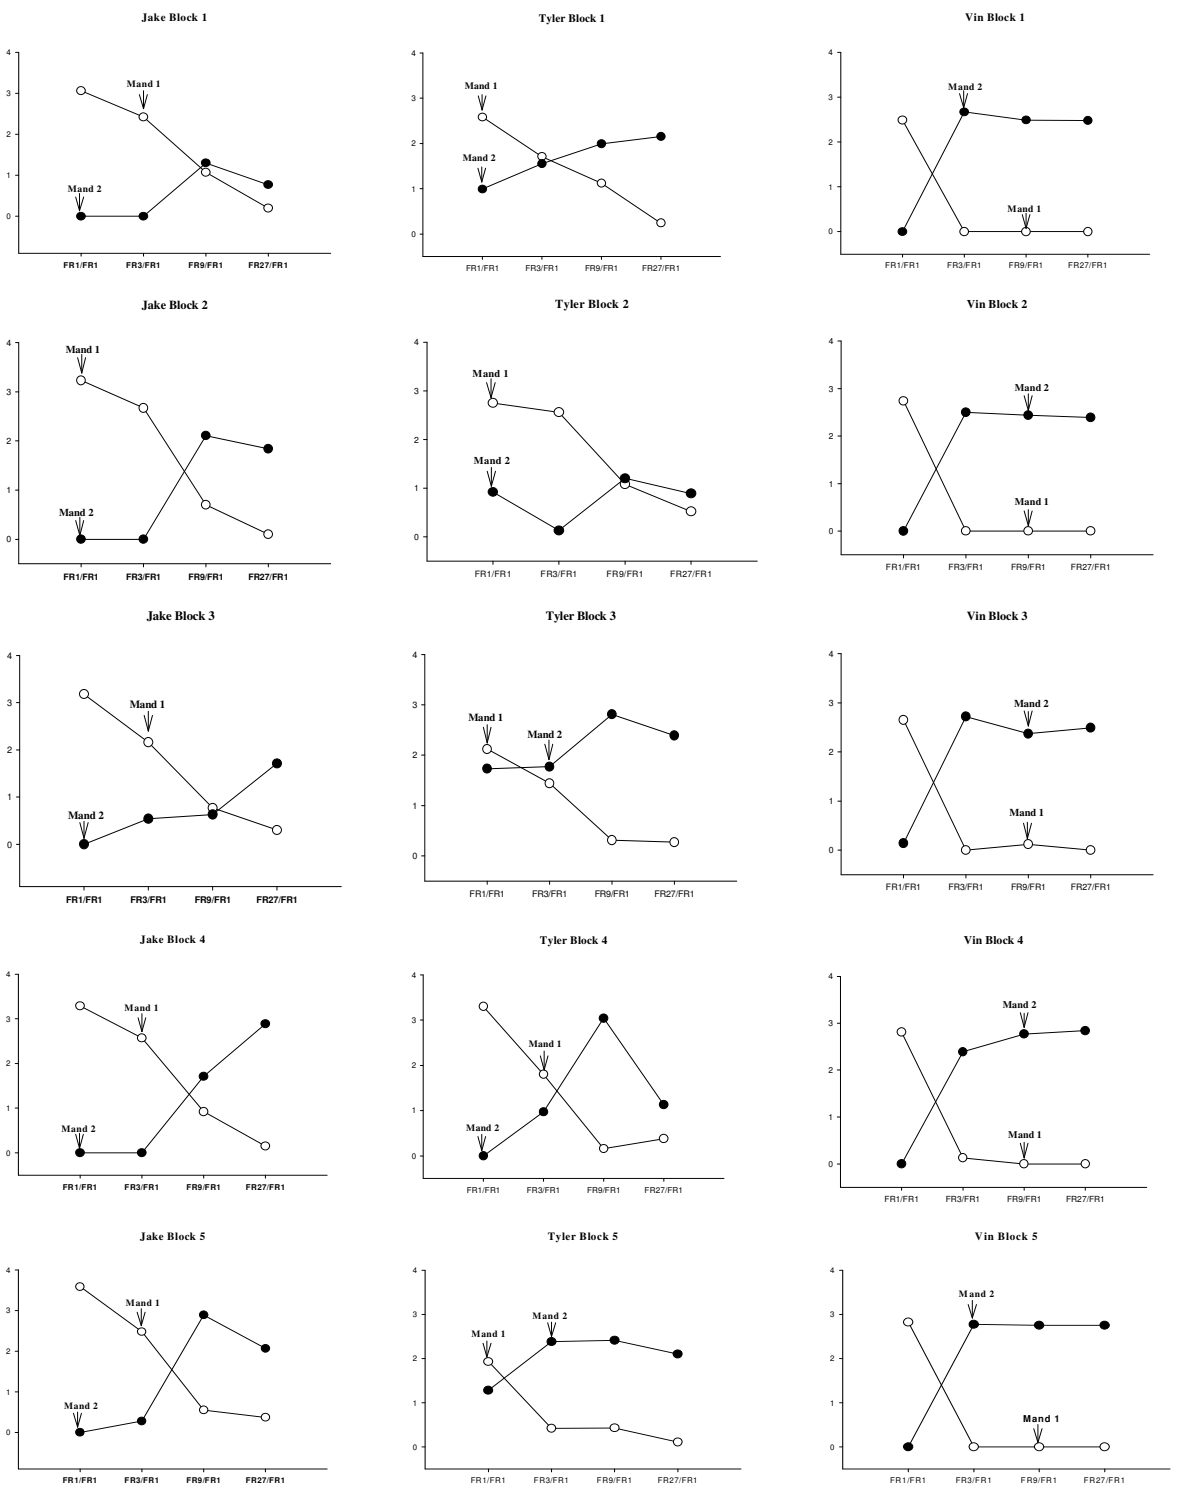 Jake Block 1
Tyler Block 1
Vin Block 1
4
3
2
1
0
Mand 1
Mand 2
FR1/FR1 FR3/FR1 FR9/FR1 FR27/FR1
4
3
2
1
0
Mand 1
Mand 2
FR1/FR1 FR3/FR1 FR9/FR1 FR27/FR1
4
3
2
1
0
Mand 2
Mand 1
FR1/FR1 FR3/FR1 FR9/FR1 FR27/FR1
Jake Block 2
Tyler Block 2
Vin Block 2
4
3
2
1
0
Mand 1
Mand 2
FR1/FR1 FR3/FR1 FR9/FR1 FR27/FR1
4
3
2
1
0
Mand 1
Mand 2
FR1/FR1 FR3/FR1 FR9/FR1 FR27/FR1
4
3
2
1
0
Mand 2
Mand 1
FR1/FR1 FR3/FR1 FR9/FR1 FR27/FR1
Jake Block 3
Tyler Block 3
Vin Block 3
4
3
2
1
0
Mand 1
Mand 2
FR1/FR1 FR3/FR1 FR9/FR1 FR27/FR1
4
3
2
1
0
Mand 1
Mand 2
FR1/FR1 FR3/FR1 FR9/FR1 FR27/FR1
4
3
2
1
0
Mand 2
Mand 1
FR1/FR1 FR3/FR1 FR9/FR1 FR27/FR1
Jake Block 4
Tyler Block 4
Vin Block 4
4
3
2
1
0
Mand 1
Mand 2
FR1/FR1 FR3/FR1 FR9/FR1 FR27/FR1
4
3
2
1
0
Mand 1
Mand 2
FR1/FR1 FR3/FR1 FR9/FR1 FR27/FR1
4
3
2
1
0
Mand 2
Mand 1
FR1/FR1 FR3/FR1 FR9/FR1 FR27/FR1
Jake Block 5
Tyler Block 5
Vin Block 5
4
3
2
1
0
Mand 1
Mand 2
FR1/FR1 FR3/FR1 FR9/FR1 FR27/FR1
4
3
2
1
0
Mand 2
Mand 1
FR1/FR1 FR3/FR1 FR9/FR1 FR27/FR1
4
3
2
1
0
Mand 2
Mand 1
FR1/FR1 FR3/FR1 FR9/FR1 FR27/FR1